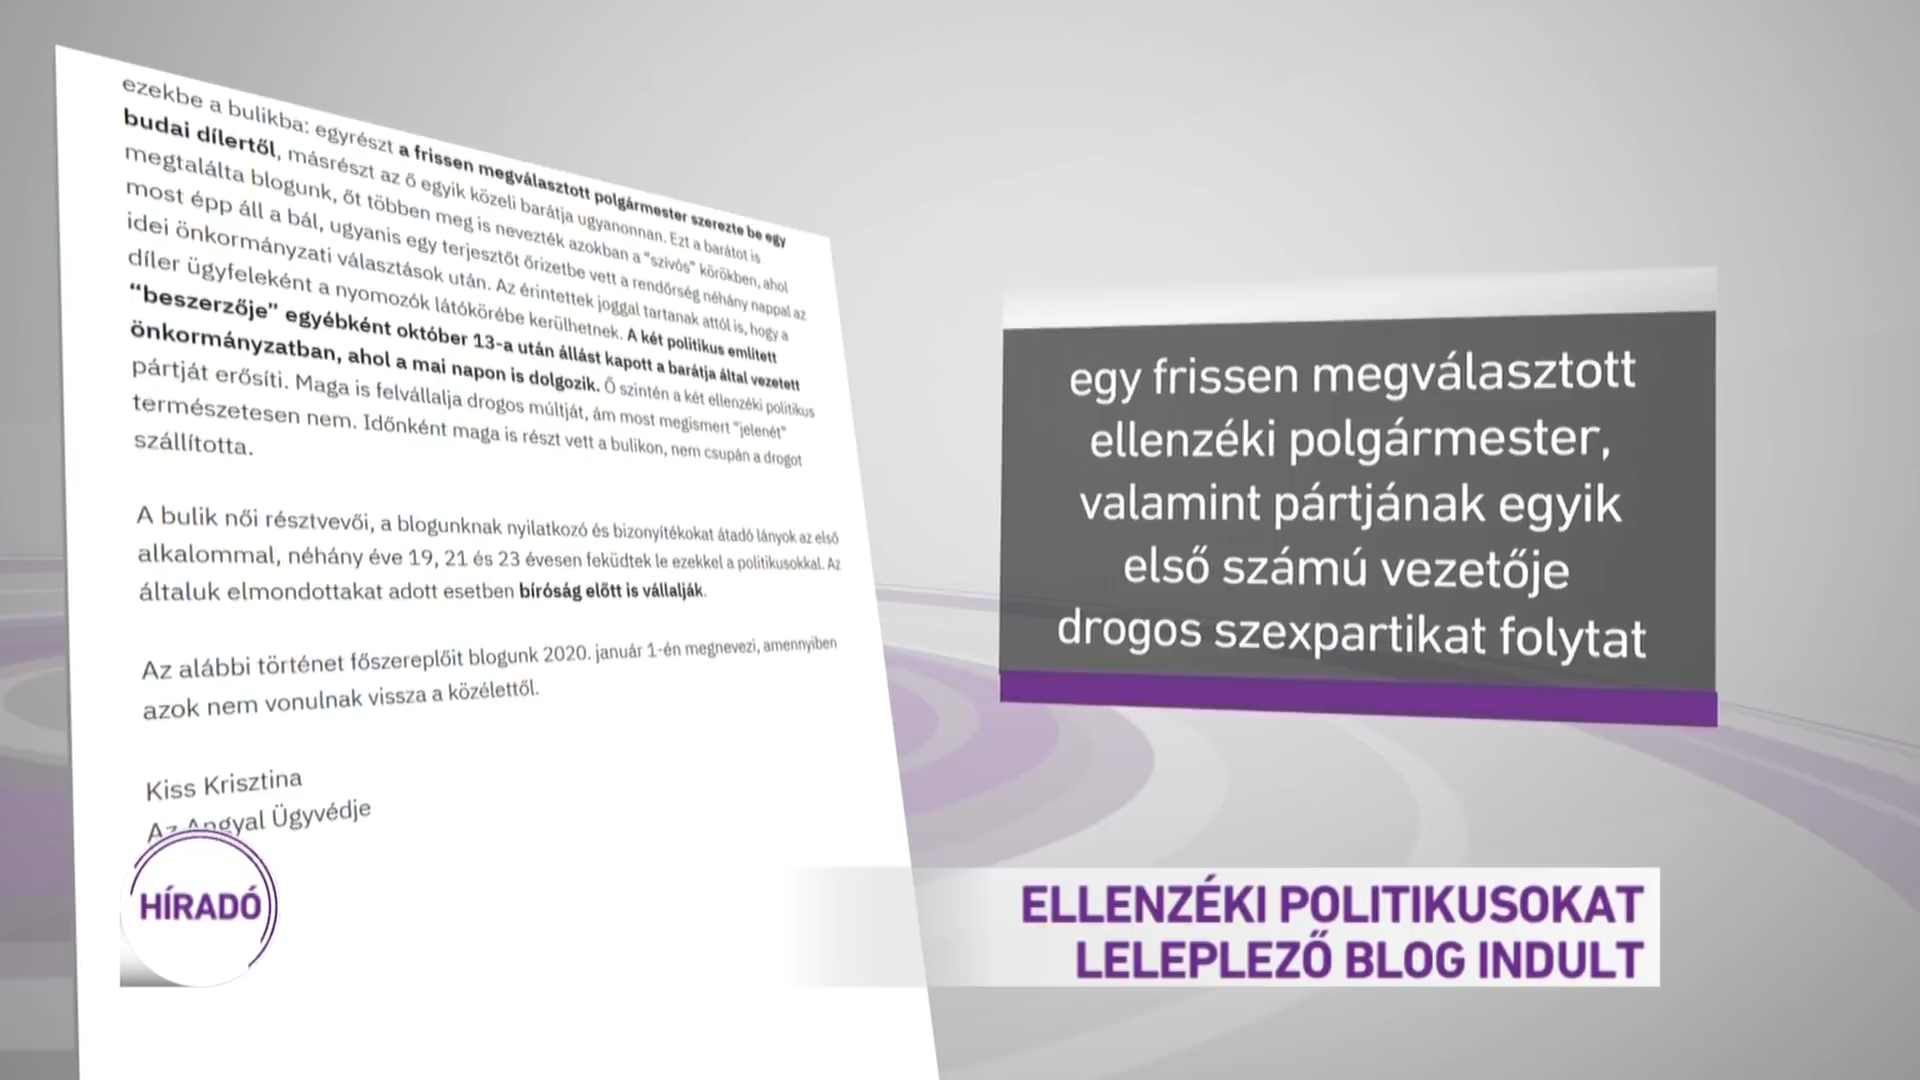 ezekbe a bulikba: egyrészt a frissen megválasztott polgármester szerezte be egy
budai dílertől, másrészt az ő egyik közeli barátja ugyanonnan. Ezt a barátot is
megtalálta blogunk, őt többen meg is nevezték azokban a "szívós" körökben, ahol
most épp áll a bál, ugyanis egy terjesztőt őrizetbe vett a rendőrség néhány nappal az
idei önkormányzati választások után. Az érintettek joggal tartanak attól is, hogy a
díler ügyfeleként a nyomozók látókörébe kerülhetnek. A két politikus említett
“beszerzője” egyébként október 13-a után állást kapott a barátja által vezetett
önkormányzatban, ahol a mai napon is dolgozik. Ő szintén a két ellenzéki politikus
pártját erősíti. Maga is felvállalja drogos múltját, ám most megismert "jelenét"
természetesen nem. Időnként maga is részt vett a bulikon, nem csupán a drogot
szállította.
A bulik női résztvevői, a blogunknak nyilatkozó és bizonyítékokat átadó lányok az első
alkalommal, néhány éve 19, 21 és 23 évesen feküdtek le ezekkel a politikusokkal. Az
általuk elmondottakat adott esetben bíróság előtt is vállalják.
Az alábbi történet főszereplőit blogunk 2020. január 1-én megnevezi, amennyiben
azok nem vonulnak vissza a közélettől.
Kiss Krisztina
Az Angyal Ügyvédje
egy frissen megválasztott
ellenzéki polgármester,
valamint pártjának egyik
első számú vezetője
drogos szexpartikat folytat
HÍRADÓ
ELLENZÉKI POLITIKUSOKAT
LELEPLEZŐ BLOG INDULT